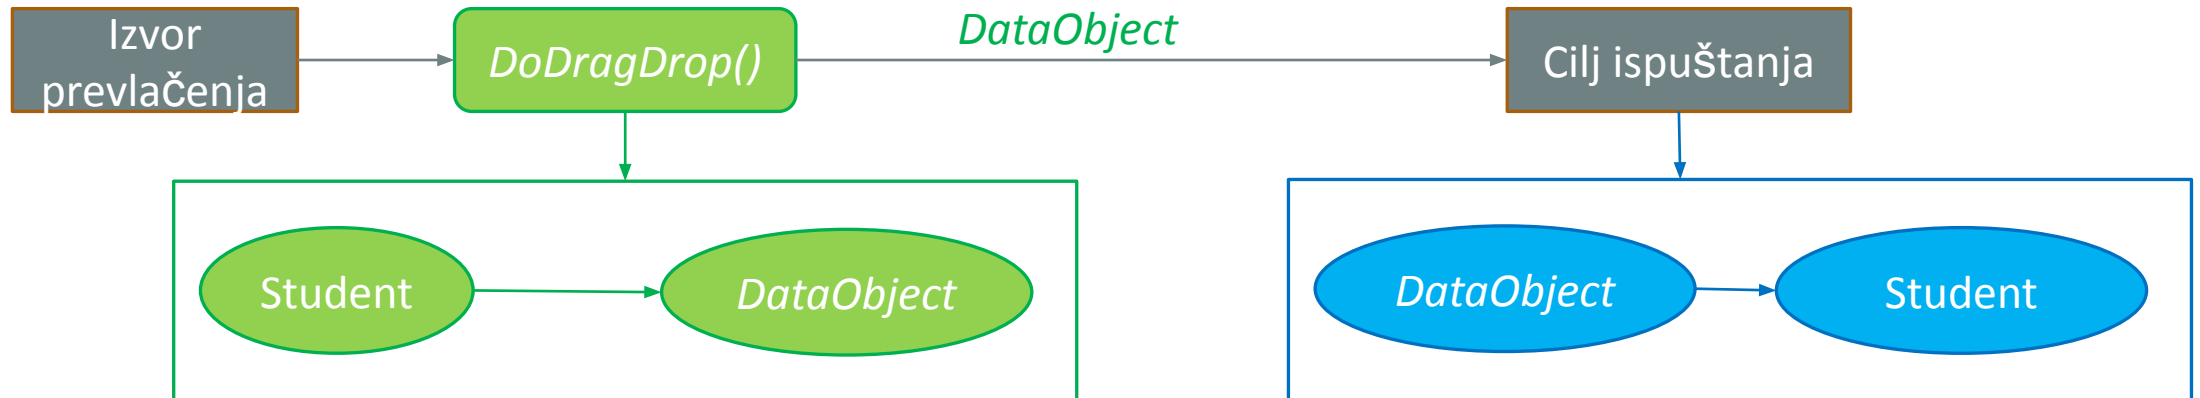 Izvor
prevlačenja
DoDragDrop()
DataObject
Cilj ispuštanja
Student
DataObject
DataObject
Student